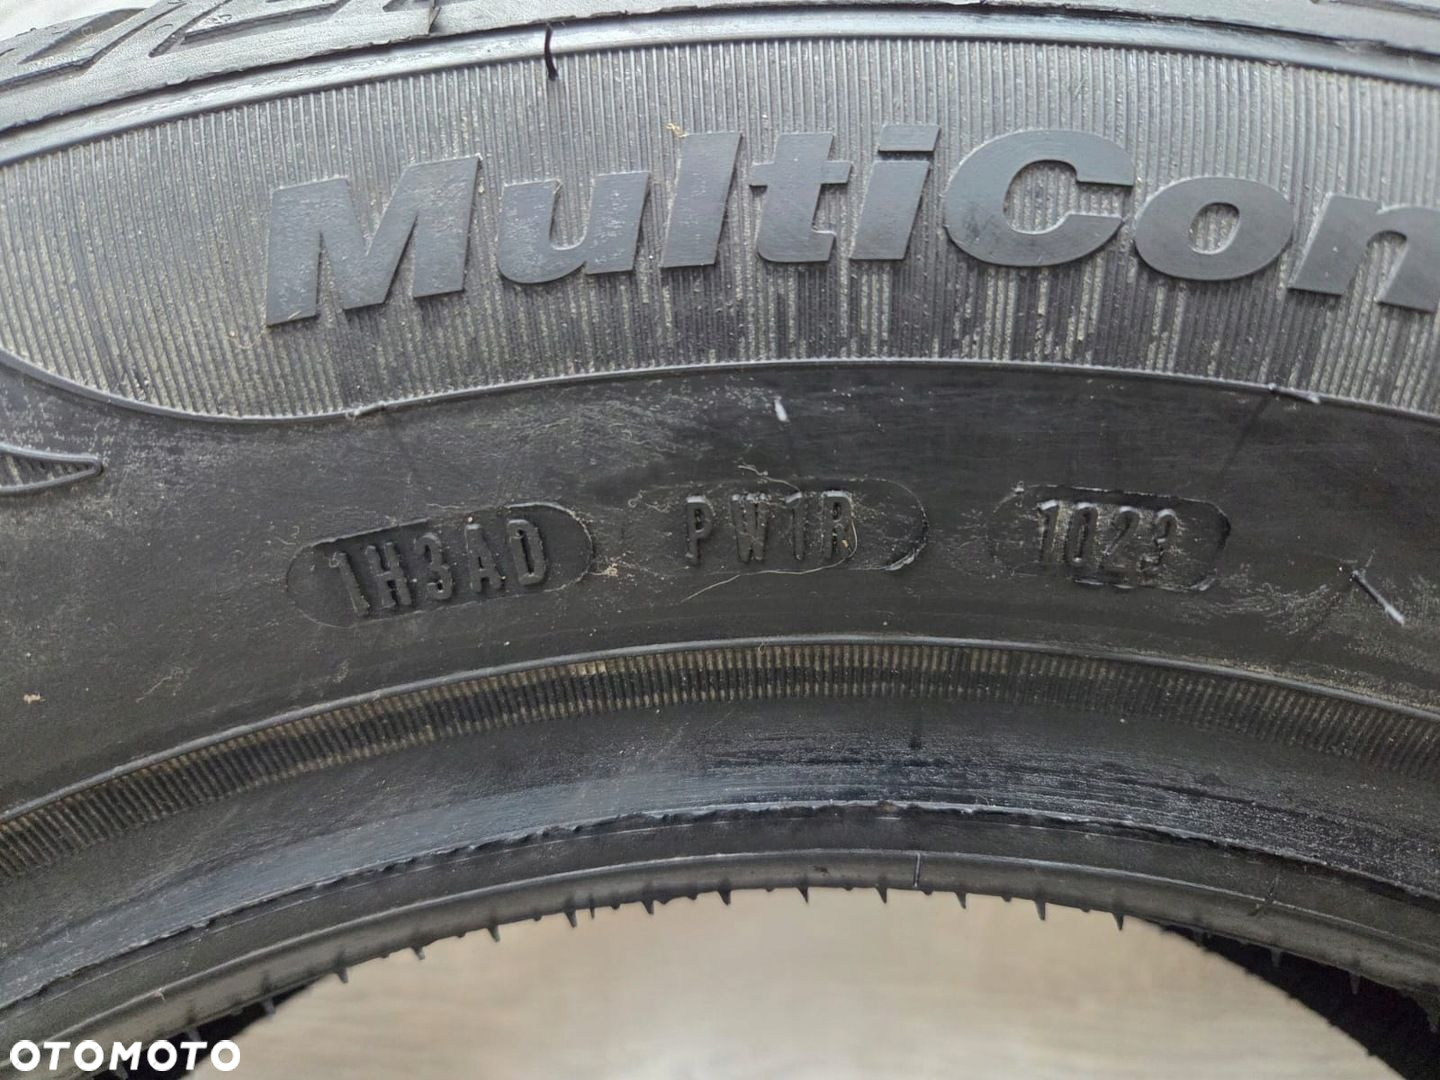 MultiCon
1H3AD PW1R 1023
OTOMOTO